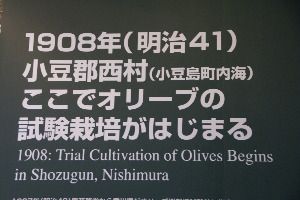 1908年(明治41)
小豆郡西村(小豆島町内海)
ここでオリーブの
試験栽培がはじまる
1908: Trial Cultivation of Olives Begins
in Shozugun, Nishimura